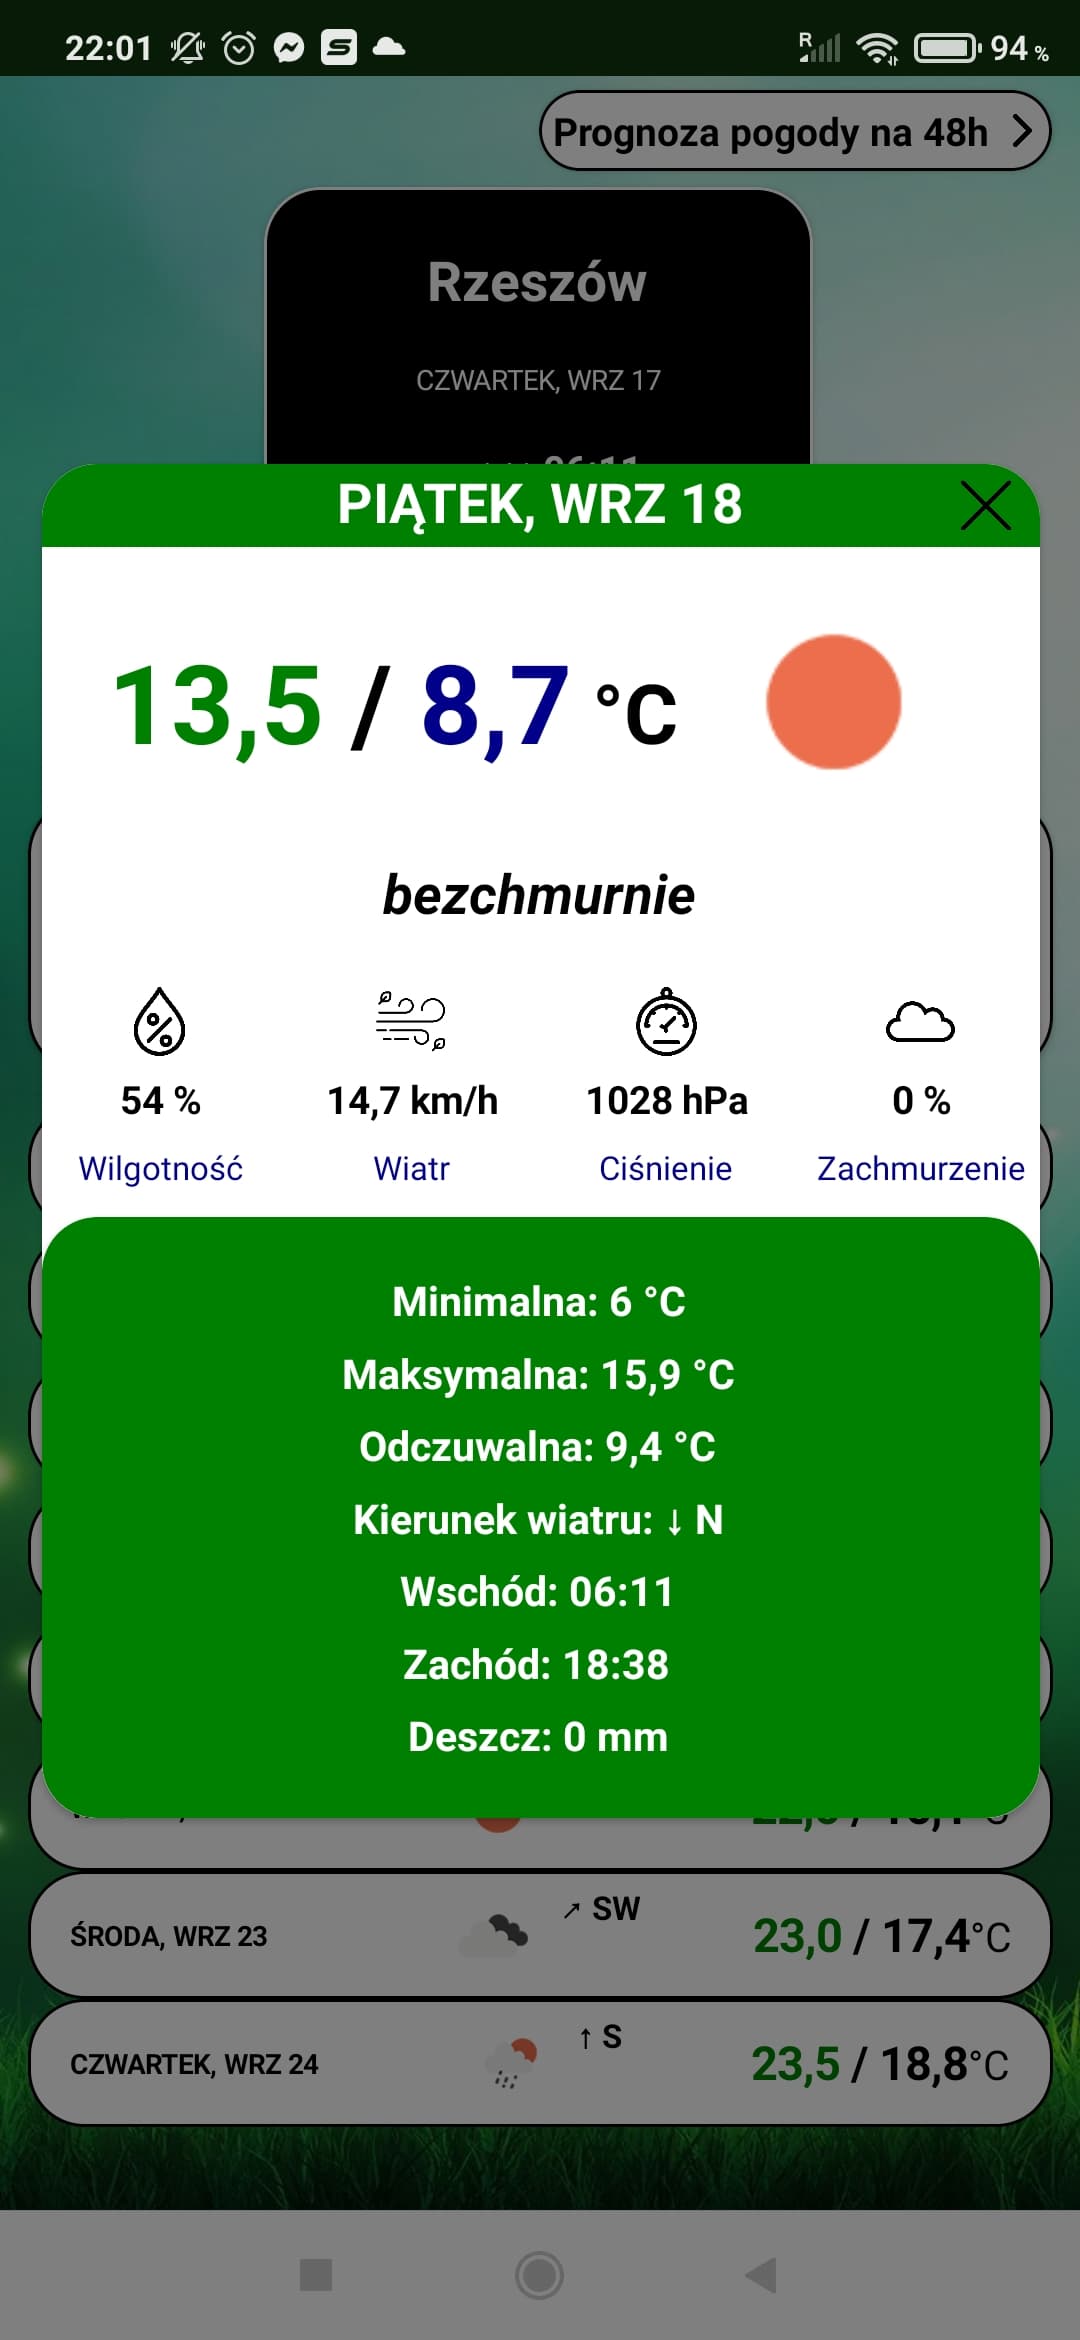 22:01 R 94 %
Prognoza pogody na 48h
Rzeszów
CZWARTEK, WRZ 17
PIĄTEK, WRZ 18
13,5 / 8,7 °C
bezchmurnie
54 % 14,7 km/h 1028 hPa 0 %
Wilgotność Wiatr Ciśnienie Zachmurzenie
Minimalna: 6 °C
Maksymalna: 15,9 °C
Odczuwalna: 9,4 °C
Kierunek wiatru: ↓ N
Wschód: 06:11
Zachód: 18:38
Deszcz: 0 mm
ŚRODA, WRZ 23 ↗ SW 23,0 / 17,4°C
CZWARTEK, WRZ 24 ↑ S 23,5 / 18,8°C